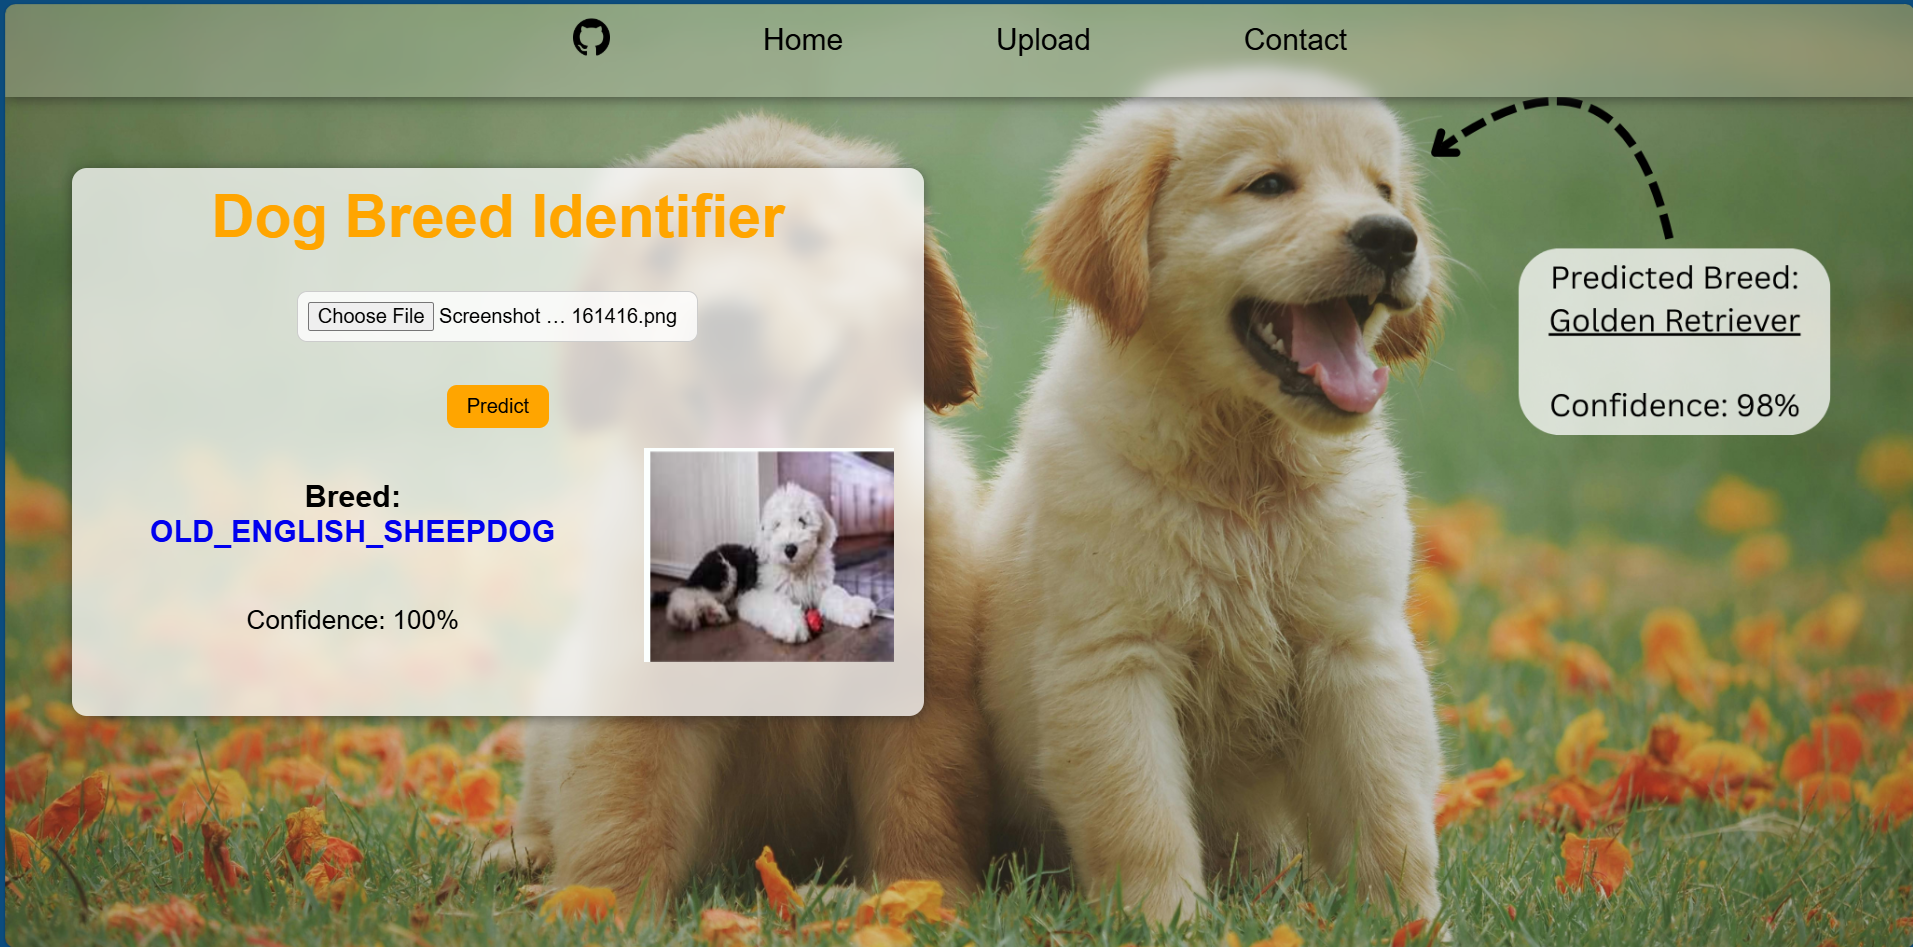 Home
Upload
Contact
Dog Breed Identifier
Choose File Screenshot ... 161416.png
Predict
Breed:
OLD_ENGLISH_SHEEPDOG
Confidence: 100%
Predicted Breed:
Golden Retriever
Confidence: 98%